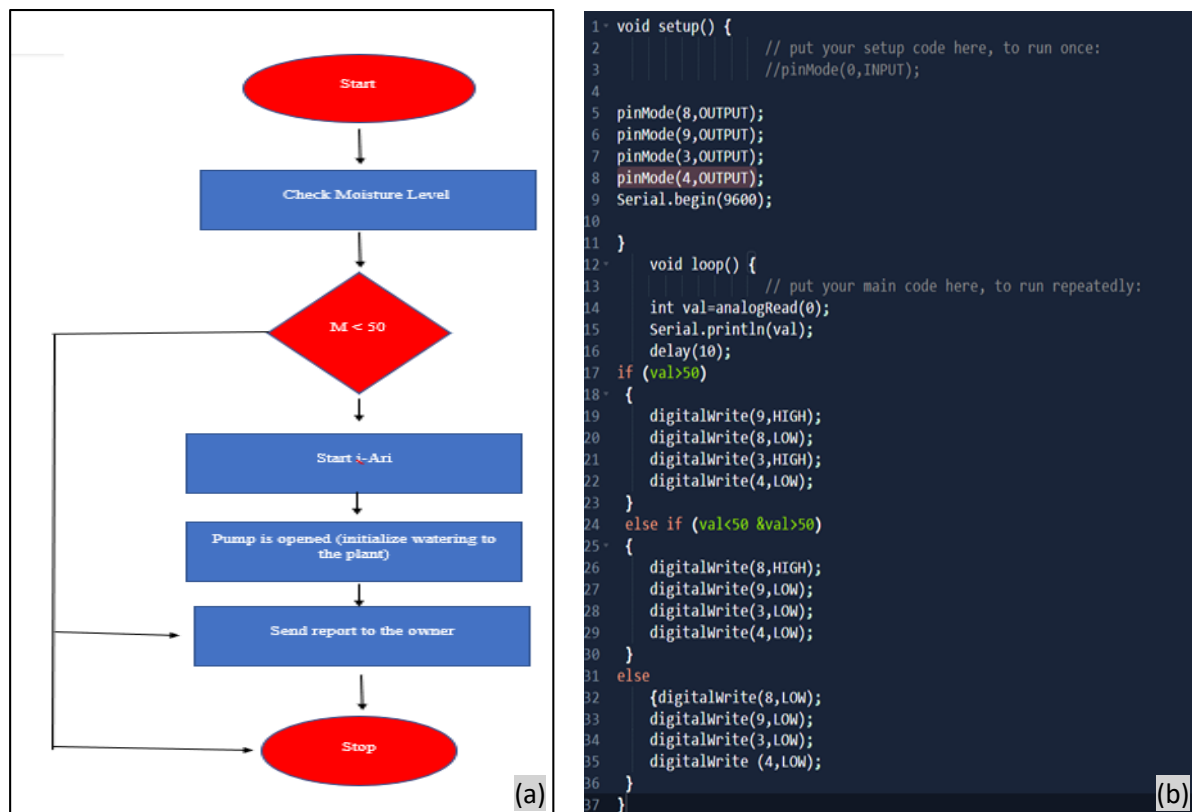 Start
Check Moisture Level
M < 50
Start i-Ari
Pump is opened (initialize watering to
the plant)
Send report to the owner
Stop
(a)
1 void setup() {
2 // put your setup code here, to run once:
3 //pinMode(0,INPUT);
4
5 pinMode(8,OUTPUT);
6 pinMode(9,OUTPUT);
7 pinMode(3,OUTPUT);
8 pinMode(4,OUTPUT);
9 Serial.begin(9600);
10
11 }
12 void loop() {
13 // put your main code here, to run repeatedly:
14 int val=analogRead(0);
15 Serial.println(val);
16 delay(10);
17 if (val>50)
18 {
19 digitalWrite(9,HIGH);
20 digitalWrite(8,LOW);
21 digitalWrite(3,HIGH);
22 digitalWrite(4,LOW);
23 }
24 else if (val<50 &val>50)
25 {
26 digitalWrite(8,HIGH);
27 digitalWrite(9,LOW);
28 digitalWrite(3,LOW);
29 digitalWrite(4,LOW);
30 }
31 else
32 {digitalWrite(8,LOW);
33 digitalWrite(9,LOW);
34 digitalWrite(3,LOW);
35 digitalWrite (4,LOW);
36 }
37 }
(b)